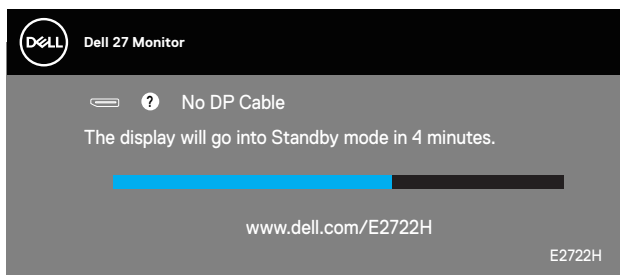 DELL
Dell 27 Monitor
? No DP Cable
The display will go into Standby mode in 4 minutes.
www.dell.com/E2722H
E2722H